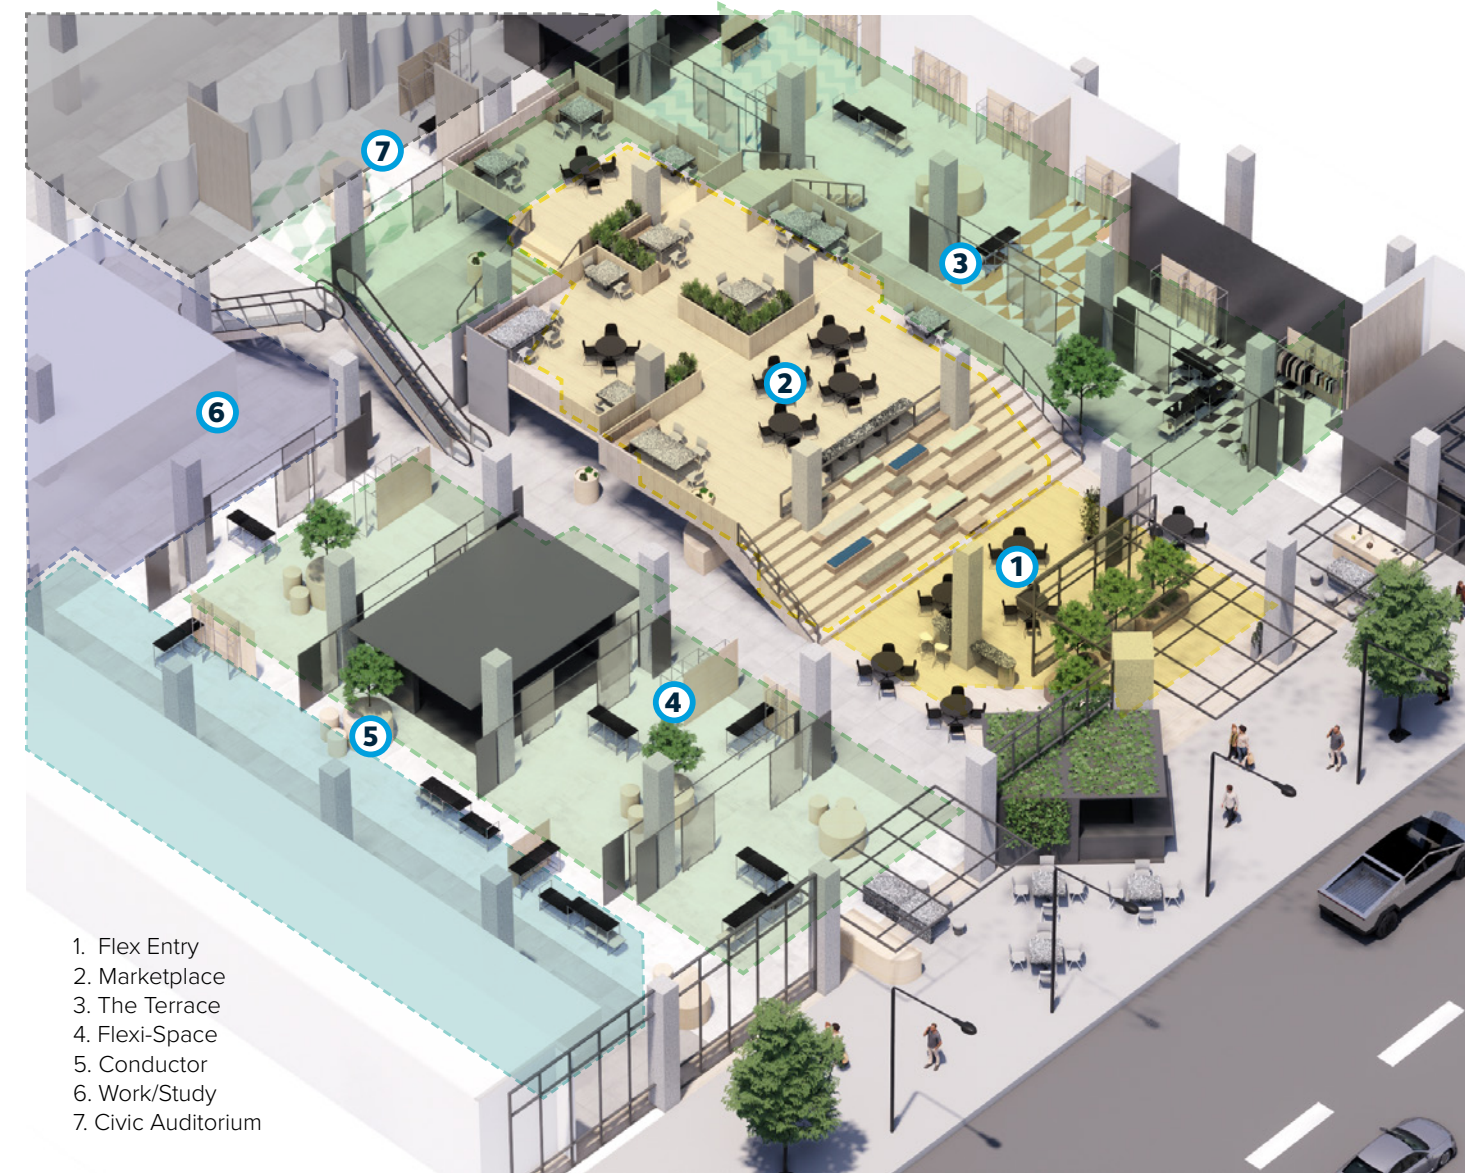 7
3
2
6
1
4
5
1. Flex Entry
2. Marketplace
3. The Terrace
4. Flexi-Space
5. Conductor
6. Work/Study
7. Civic Auditorium